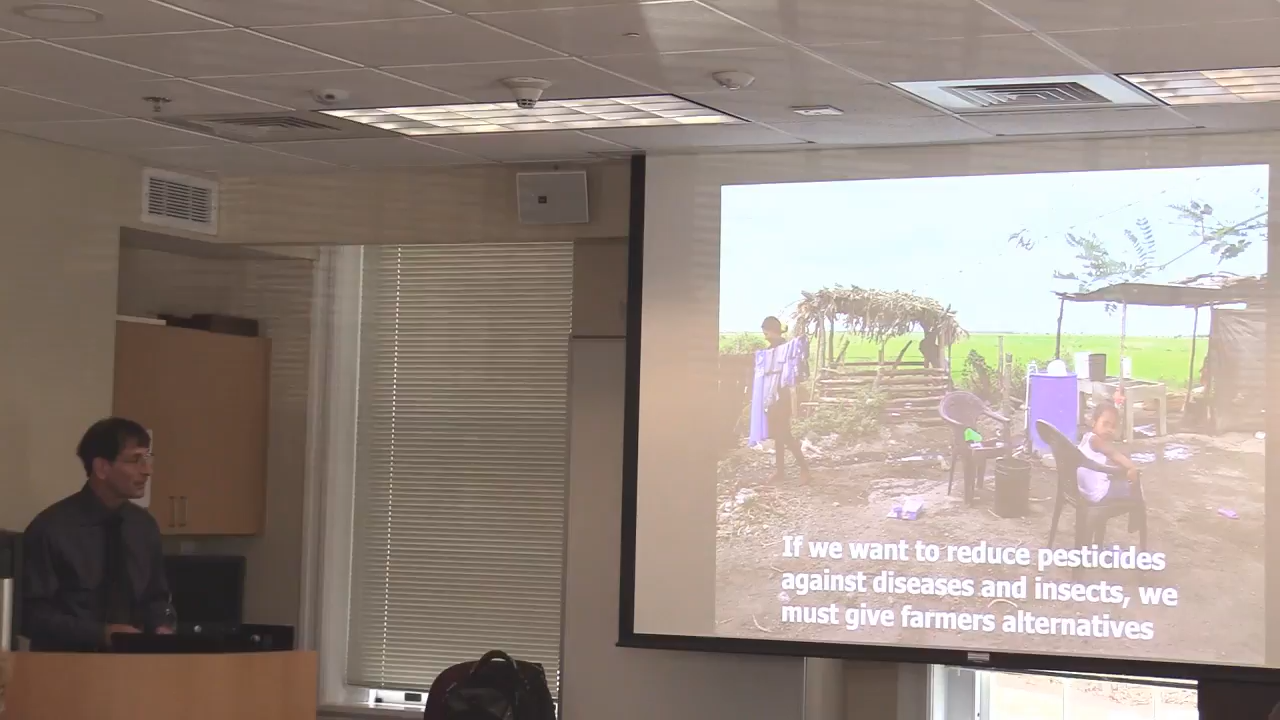 If we want to reduce pesticides
against diseases and insects, we
must give farmers alternatives